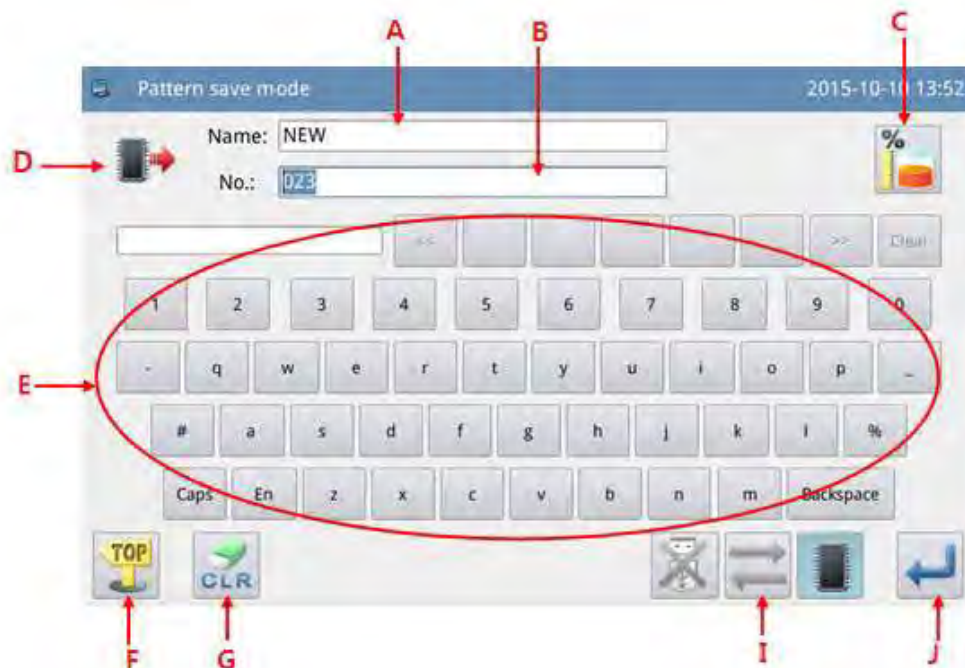 A B C
Pattern save mode 2015-10-10 13:52
D Name: NEW %
No.: 023
<< >> Clear
1 2 3 4 5 6 7 8 9 0
E - q w e r t y u i o p _
# a s d f g h j k l %
Caps En z x c v b n m Backspace
TOP CLR
F G I J